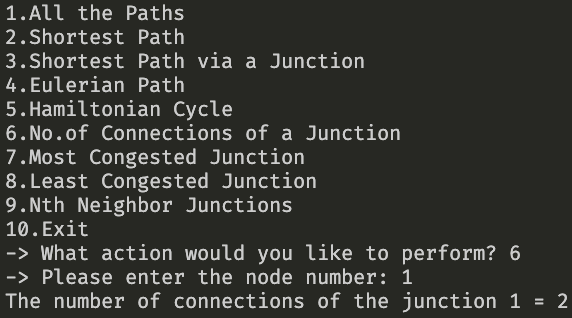 1.All the Paths
2.Shortest Path
3.Shortest Path via a Junction
4.Eulerian Path
5.Hamiltonian Cycle
6.No.of Connections of a Junction
7.Most Congested Junction
8.Least Congested Junction
9.Nth Neighbor Junctions
10.Exit
-> What action would you like to perform? 6
-> Please enter the node number: 1
The number of connections of the junction 1 = 2